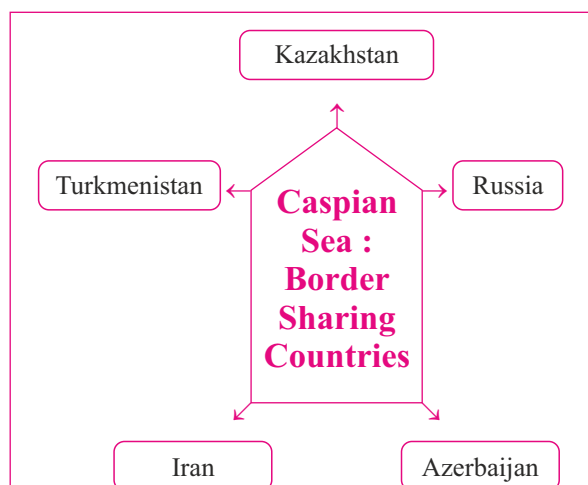 Kazakhstan
Turkmenistan
Russia
Caspian
Sea :
Border
Sharing
Countries
Iran
Azerbaijan